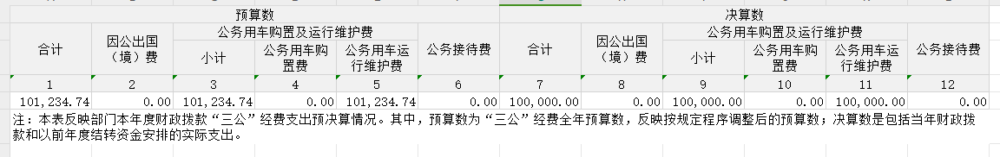 预算数 决算数
合计 因公出国（境）费 公务用车购置及运行维护费 公务接待费 合计 因公出国（境）费 公务用车购置及运行维护费 公务接待费
小计 公务用车购置费 公务用车运行维护费 小计 公务用车购置费 公务用车运行维护费
1 2 3 4 5 6 7 8 9 10 11 12
101,234.74 0.00 101,234.74 0.00 101,234.74 0.00 100,000.00 0.00 100,000.00 0.00 100,000.00 0.00
注：本表反映部门本年度财政拨款“三公”经费支出预决算情况。其中，预算数为“三公”经费全年预算数，反映按规定程序调整后的预算数；决算数是包括当年财政拨
款和以前年度结转资金安排的实际支出。